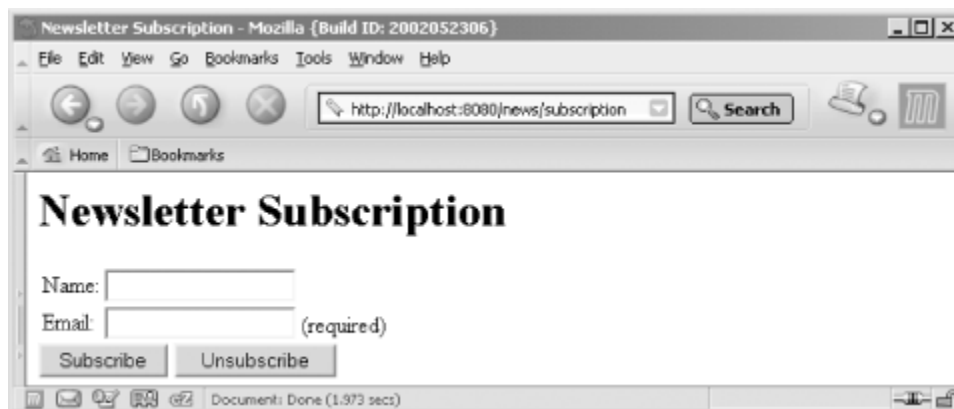 Newsletter Subscription - Mozilla {Build ID: 2002052306}
File Edit View Go Bookmarks Tools Window Help
http://localhost:8080/news/subscription Search
Home Bookmarks
Newsletter Subscription
Name:
Email: (required)
Subscribe Unsubscribe
Document: Done (1.973 secs)